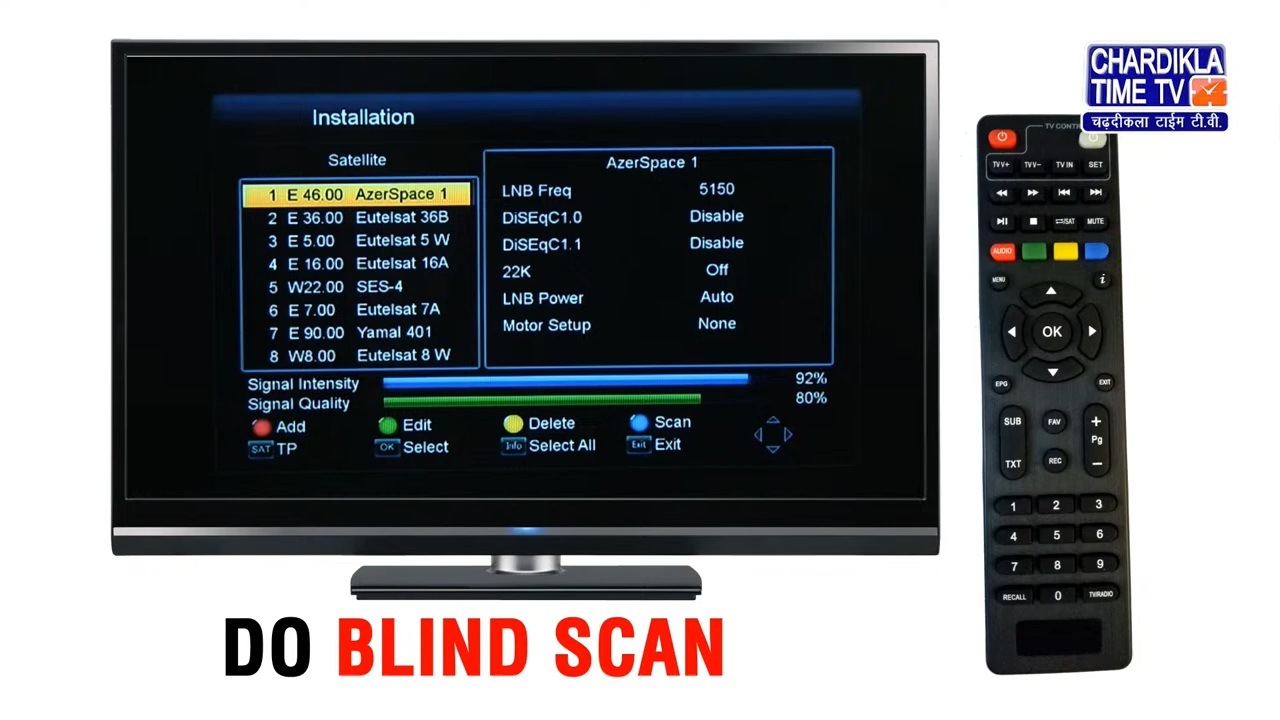 CHARDIKLA
TIME TV
चढ़दीकला टाईम टी.वी.
Installation
Satellite
1 E 46.00 AzerSpace 1
2 E 36.00 Eutelsat 36B
3 E 5.00 Eutelsat 5 W
4 E 16.00 Eutelsat 16A
5 W22.00 SES-4
6 E 7.00 Eutelsat 7A
7 E 90.00 Yamal 401
8 W8.00 Eutelsat 8 W
AzerSpace 1
LNB Freq 5150
DiSEqC1.0 Disable
DiSEqC1.1 Disable
22K Off
LNB Power Auto
Motor Setup None
Signal Intensity 92%
Signal Quality 80%
Add Edit Delete Scan
SAT TP OK Select Info Select All Exit Exit
DO BLIND SCAN
TV CONT
TV V+ TV V- TV IN SET
/SAT MUTE
AUDIO
MENU i
OK
EPG EXIT
SUB FAV +
Pg
TXT REC -
1 2 3
4 5 6
7 8 9
RECALL 0 TV/RADIO